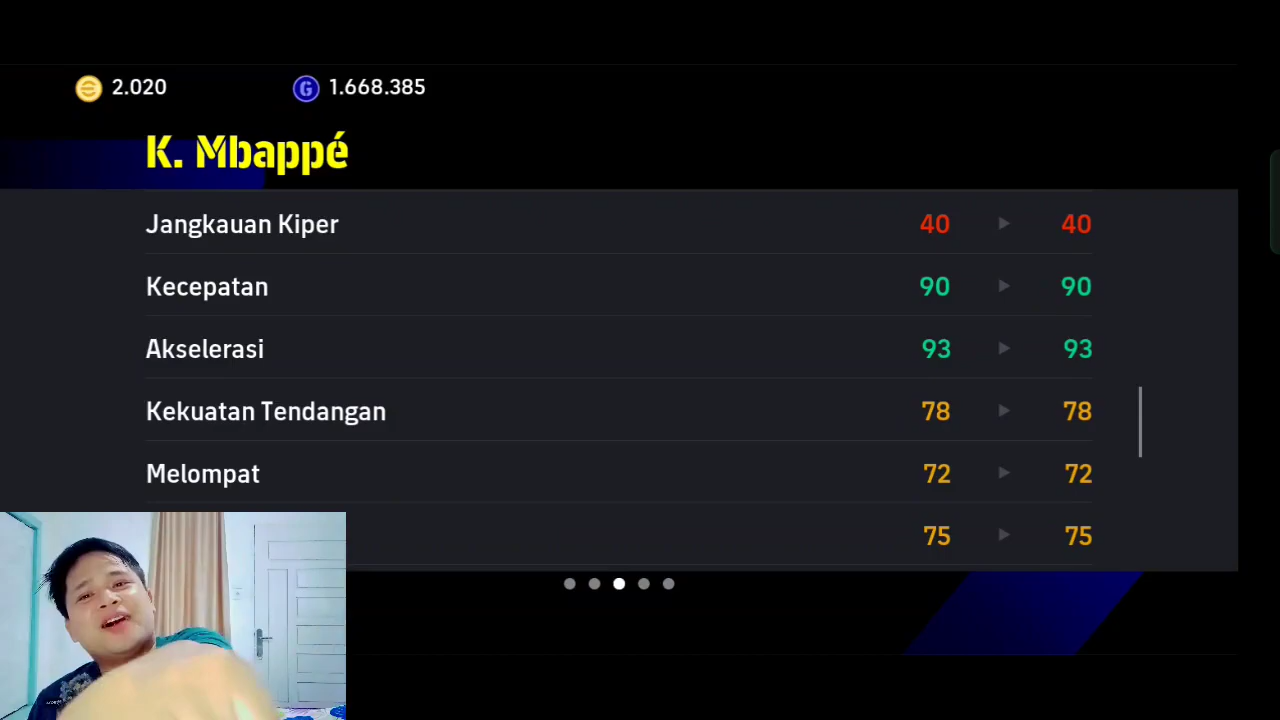 2.020
G 1.668.385
K. Mbappé
Jangkauan Kiper 40 40
Kecepatan 90 90
Akselerasi 93 93
Kekuatan Tendangan 78 78
Melompat 72 72
75 75